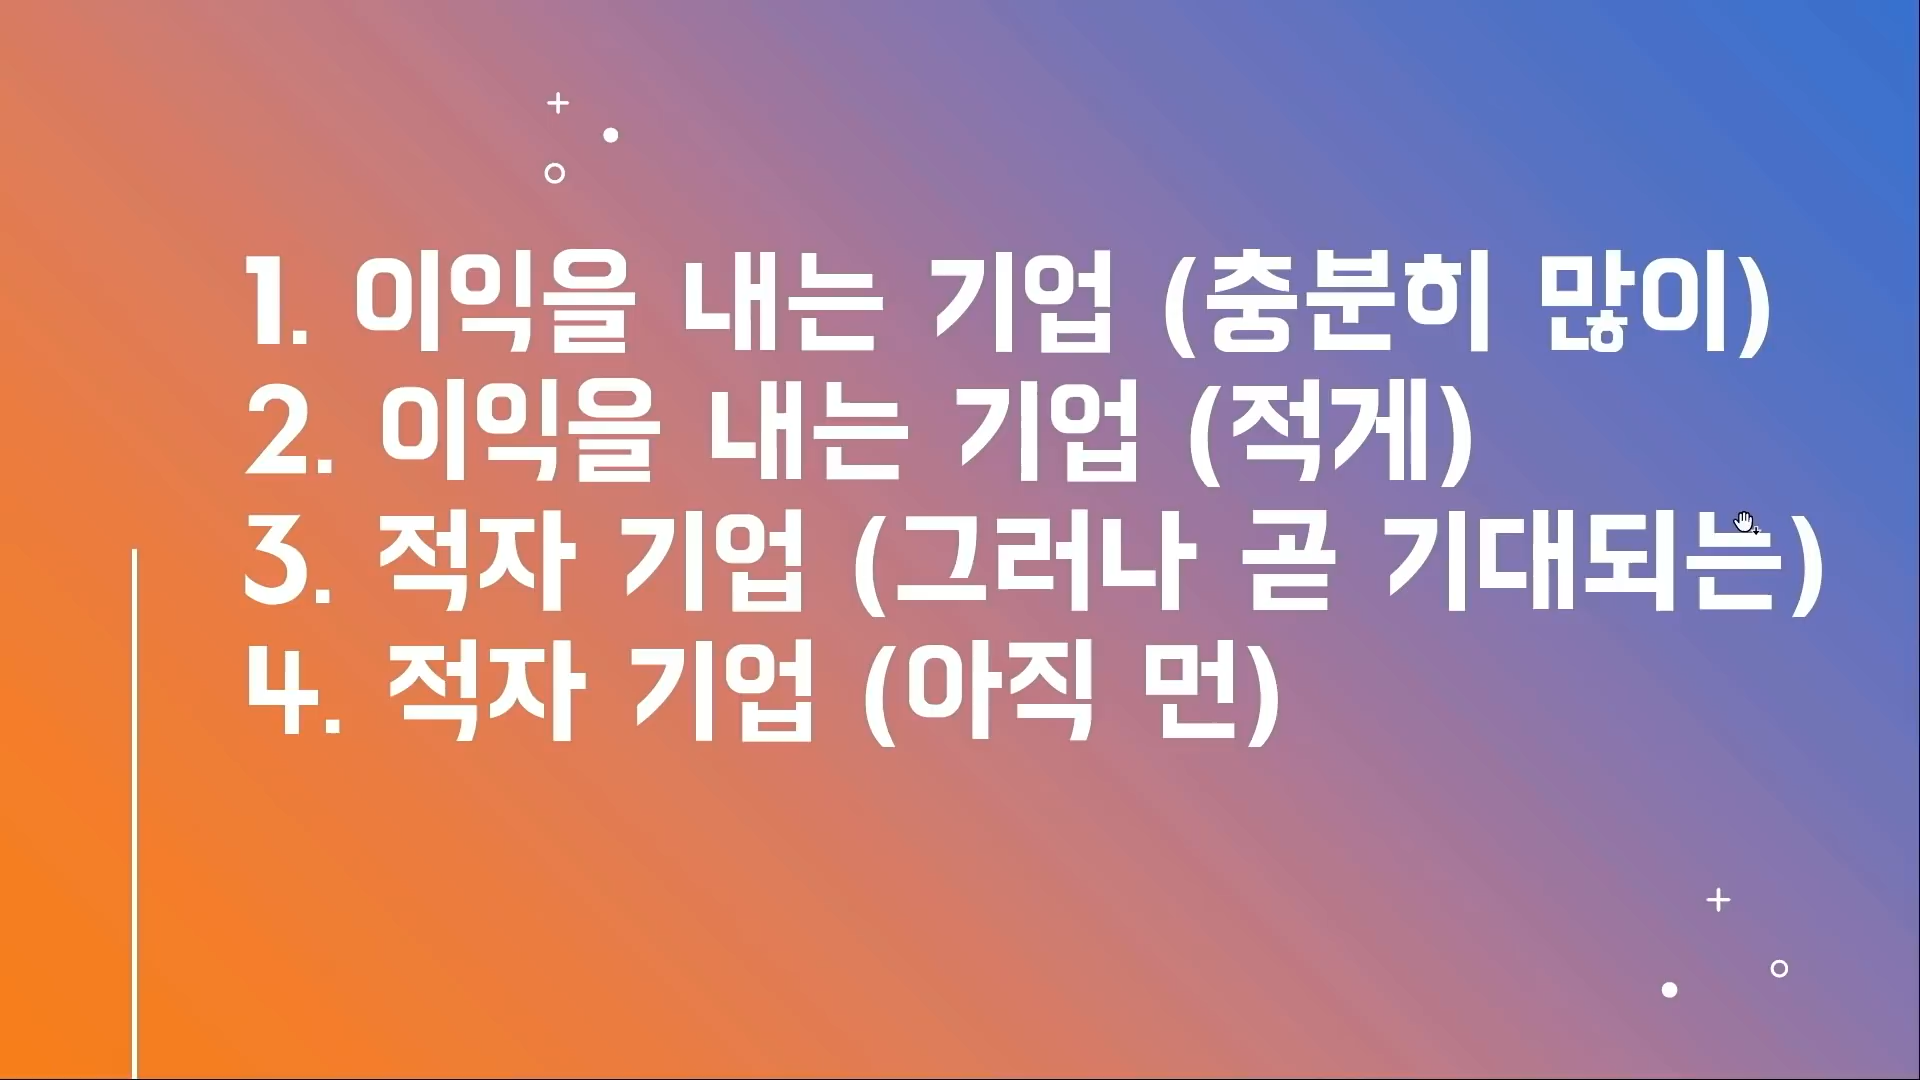 1. 이익을 내는 기업 (충분히 많이)
2. 이익을 내는 기업 (적게)
3. 적자 기업 (그러나 곧 기대되는)
4. 적자 기업 (아직 먼)